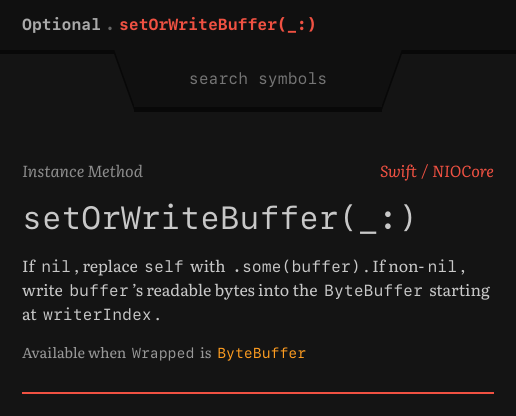 Optional . setOrWriteBuffer(_:)
search symbols
Instance Method Swift / NIOCore
setOrWriteBuffer(_:)
If nil, replace self with .some(buffer). If non-nil,
write buffer’s readable bytes into the ByteBuffer starting
at writerIndex.
Available when Wrapped is ByteBuffer